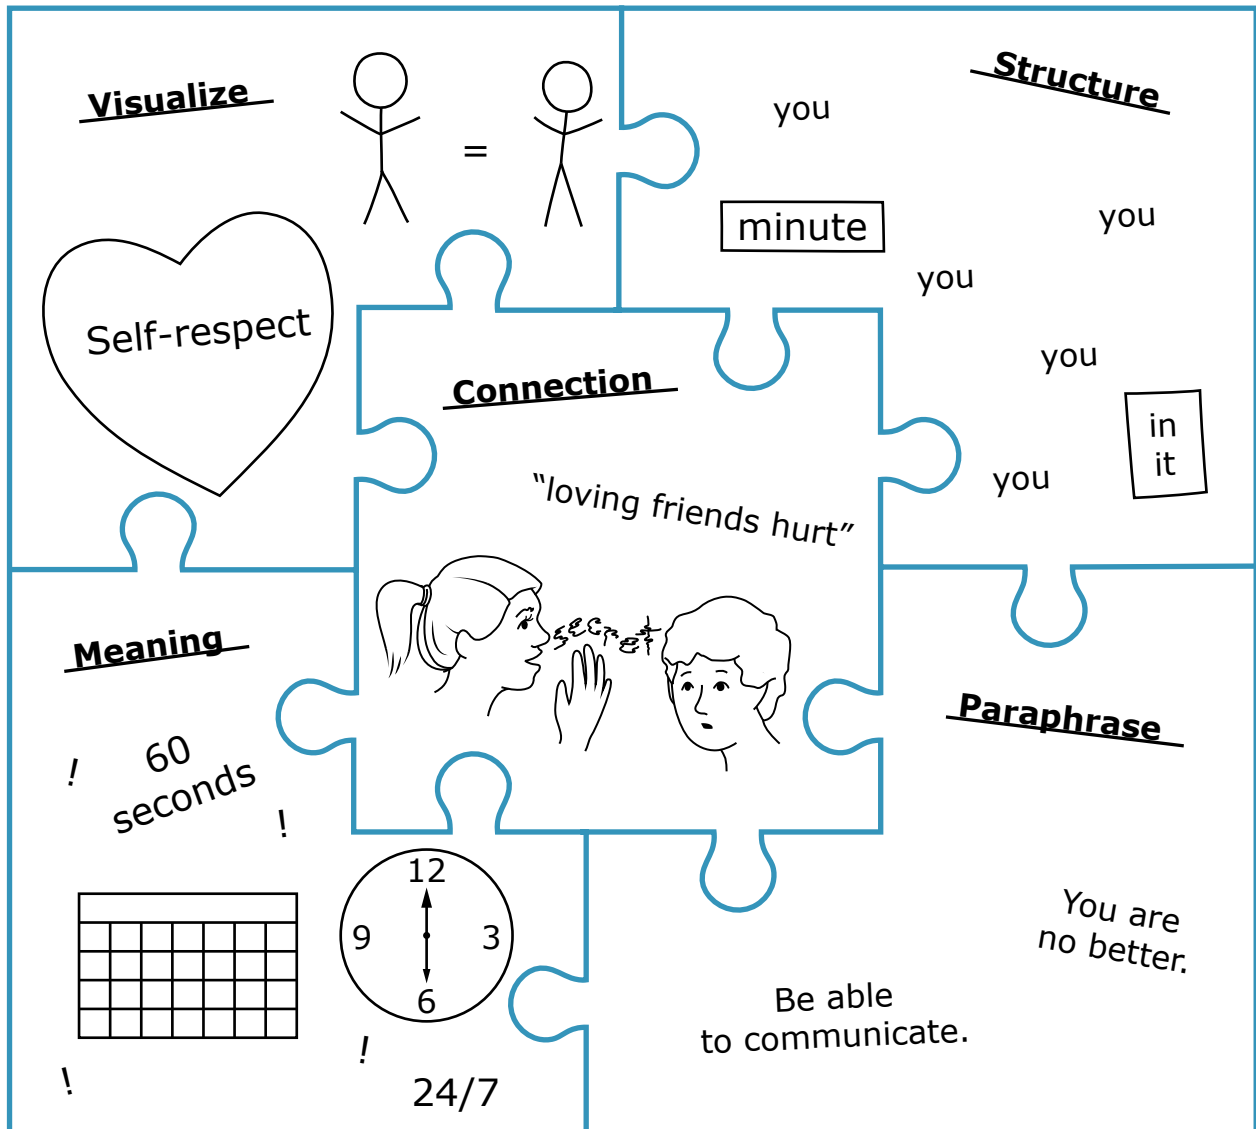 Visualize
=
Self-respect
Structure
you
minute
you
you
you
in
it
you
Connection
“loving friends hurt”
Meaning
! 60
seconds
!
12
9 3
6
!
!
24/7
Paraphrase
You are
no better.
Be able
to communicate.